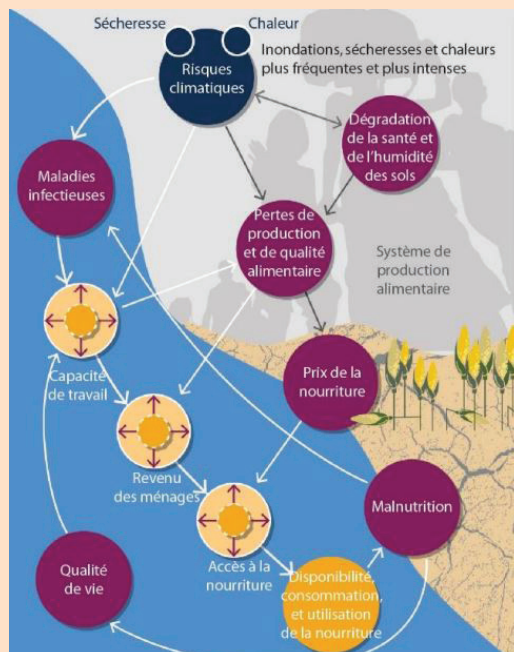 Sécheresse
Chaleur
Risques
climatiques
Inondations, sécheresses et chaleurs
plus fréquentes et plus intenses
Dégradation
de la santé et
de l'humidité
des sols
Maladies
infectieuses
Pertes de
production
et de qualité
alimentaire
Système de
production
alimentaire
Capacité
de travail
Prix de la
nourriture
Revenu
des ménages
Malnutrition
Accès à la
nourriture
Qualité
de vie
Disponibilité,
consommation,
et utilisation
de la nourriture